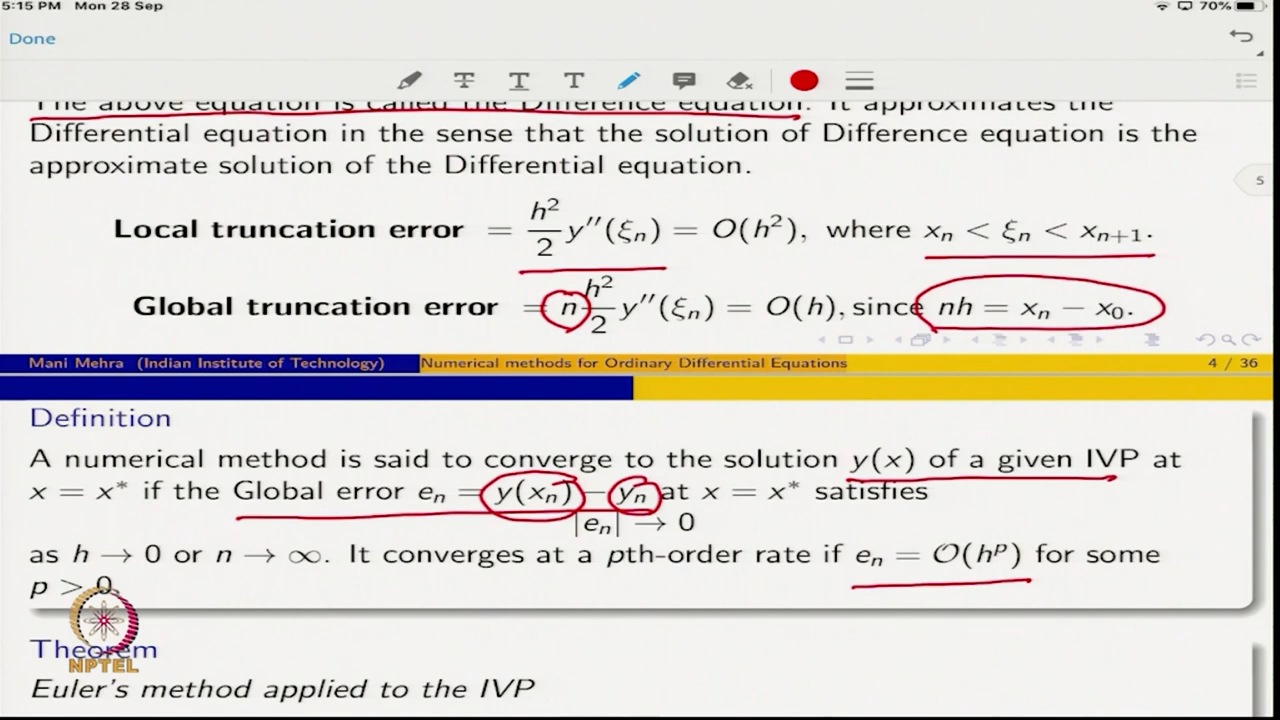 5:15 PM Mon 28 Sep
70%
Done
The above equation is called the Difference equation. It approximates the
Differential equation in the sense that the solution of Difference equation is the
approximate solution of the Differential equation.
5
Local truncation error = h²/2 y″(ξₙ) = O(h²), where xₙ < ξₙ < xₙ₊₁.
Global truncation error = n h²/2 y″(ξₙ) = O(h), since nh = xₙ − x₀.
Mani Mehra (Indian Institute of Technology) Numerical methods for Ordinary Differential Equations 4 / 36
Definition
A numerical method is said to converge to the solution y(x) of a given IVP at
x = x* if the Global error eₙ = y(xₙ) − yₙ at x = x* satisfies
|eₙ| → 0
as h → 0 or n → ∞. It converges at a pth-order rate if eₙ = O(hᵖ) for some
p > 0.
Theorem
NPTEL
Euler's method applied to the IVP